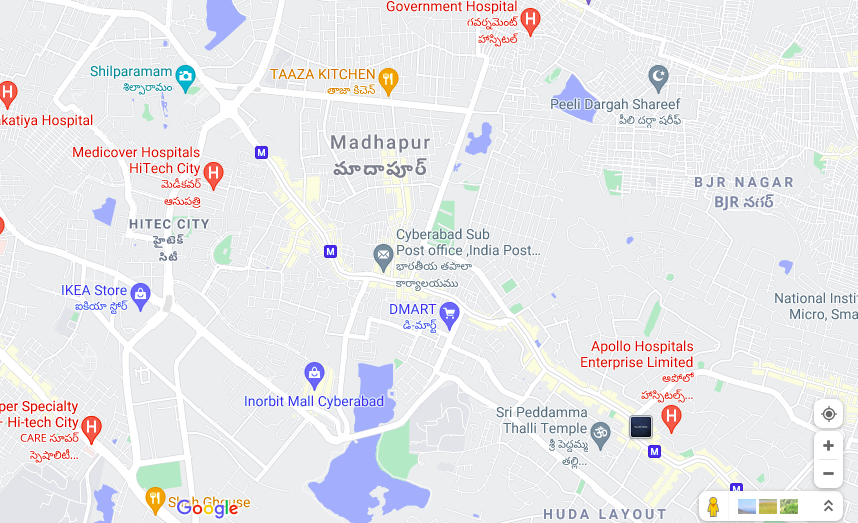 Government Hospital
గవర్నమెంట్
హాస్పిటల్
Shilparamam
శిల్పారామం
TAAZA KITCHEN
తాజా కిచెన్
Peeli Dargah Shareef
పీలి దర్గా షరీఫ్
akatiya Hospital
Madhapur
మాదాపూర్
Medicover Hospitals
HiTech City
మెడీకవర్
ఆసుపత్రి
M
BJR NAGAR
BJR నగర్
HITEC CITY
హైటెక్
సిటీ
Cyberabad Sub
Post office ,India Post...
భారతీయ తపాలా
కార్యాలయము
M
IKEA Store
ఐకియా స్టోర్
DMART
డి-మార్ట్
National Insti
Micro, Sma
Apollo Hospitals
Enterprise Limited
ఆపోలో
హాస్పిటల్స్...
Inorbit Mall Cyberabad
per Specialty
- Hi-tech City
CARE సూపర్
స్పెషాలిటీ...
Sri Peddamma
Thalli Temple
శ్రీ పెద్దమ్మ
తల్లి...
M
M
Shah Ghouse
Google
HUDA LAYOUT